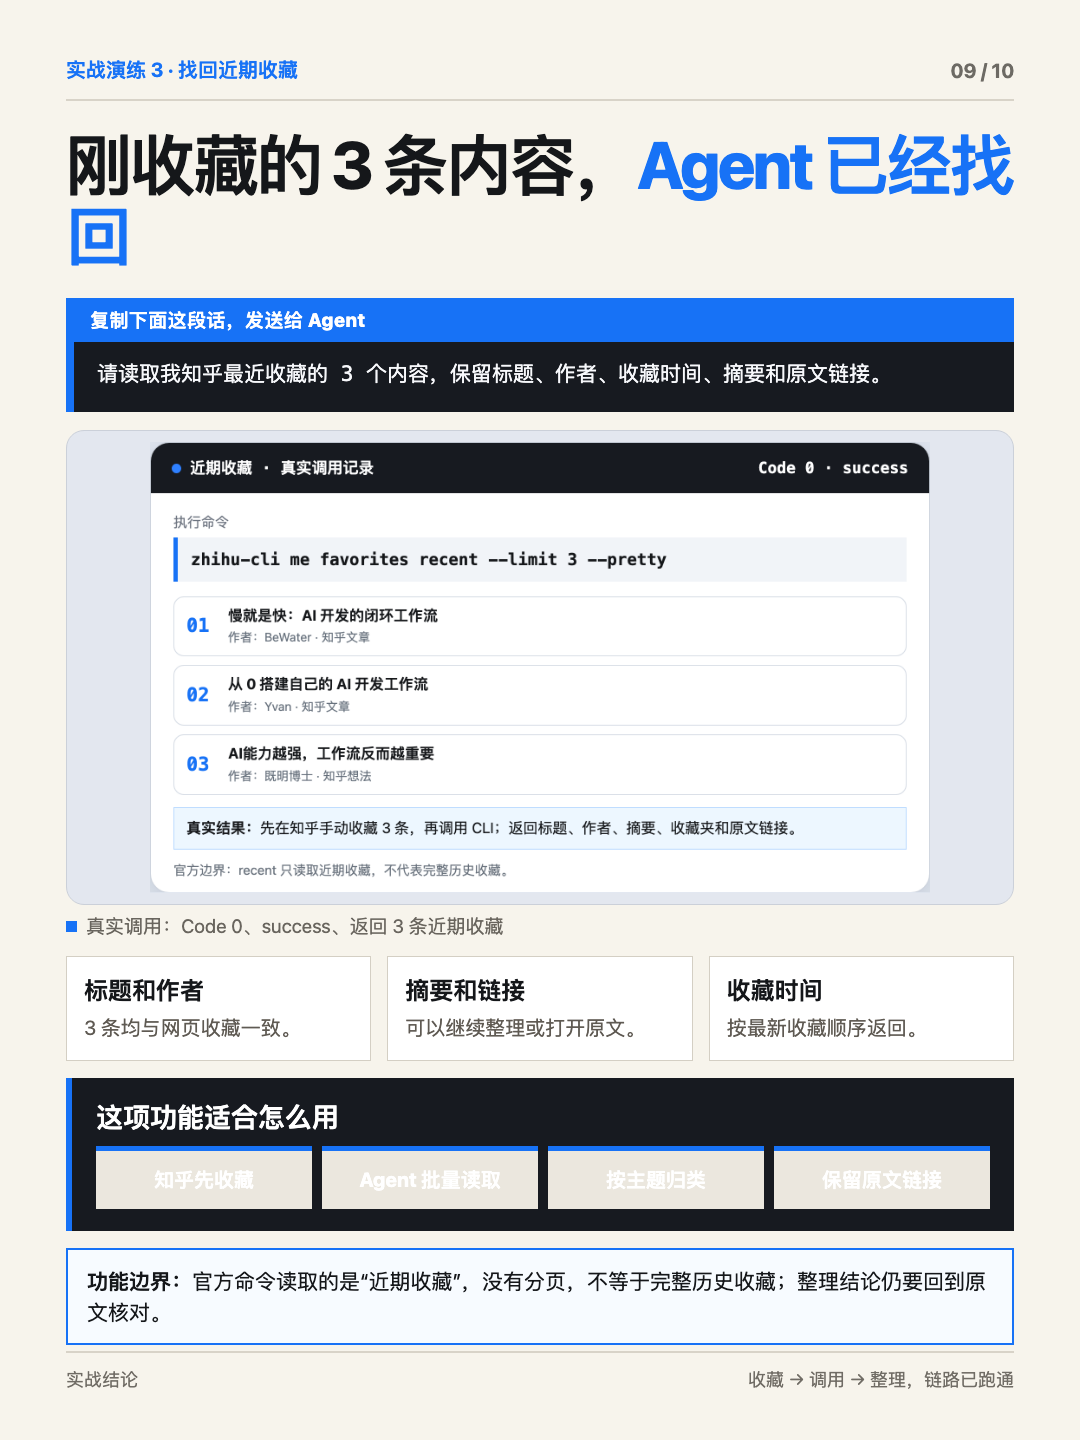 实战演练 3 · 找回近期收藏
09 / 10
刚收藏的 3 条内容，Agent 已经找
回
复制下面这段话，发送给 Agent
请读取我知乎最近收藏的 3 个内容，保留标题、作者、收藏时间、摘要和原文链接。
近期收藏 · 真实调用记录
Code 0 · success
执行命令
zhihu-cli me favorites recent --limit 3 --pretty
01
慢就是快：AI 开发的闭环工作流
作者：BeWater · 知乎文章
02
从 0 搭建自己的 AI 开发工作流
作者：Yvan · 知乎文章
03
AI能力越强，工作流反而越重要
作者：既明博士 · 知乎想法
真实结果：先在知乎手动收藏 3 条，再调用 CLI；返回标题、作者、摘要、收藏夹和原文链接。
官方边界：recent 只读取近期收藏，不代表完整历史收藏。
真实调用：Code 0、success、返回 3 条近期收藏
标题和作者
3 条均与网页收藏一致。
摘要和链接
可以继续整理或打开原文。
收藏时间
按最新收藏顺序返回。
这项功能适合怎么用
知乎先收藏
Agent 批量读取
按主题归类
保留原文链接
功能边界：官方命令读取的是“近期收藏”，没有分页，不等于完整历史收藏；整理结论仍要回到原
文核对。
实战结论
收藏 → 调用 → 整理，链路已跑通